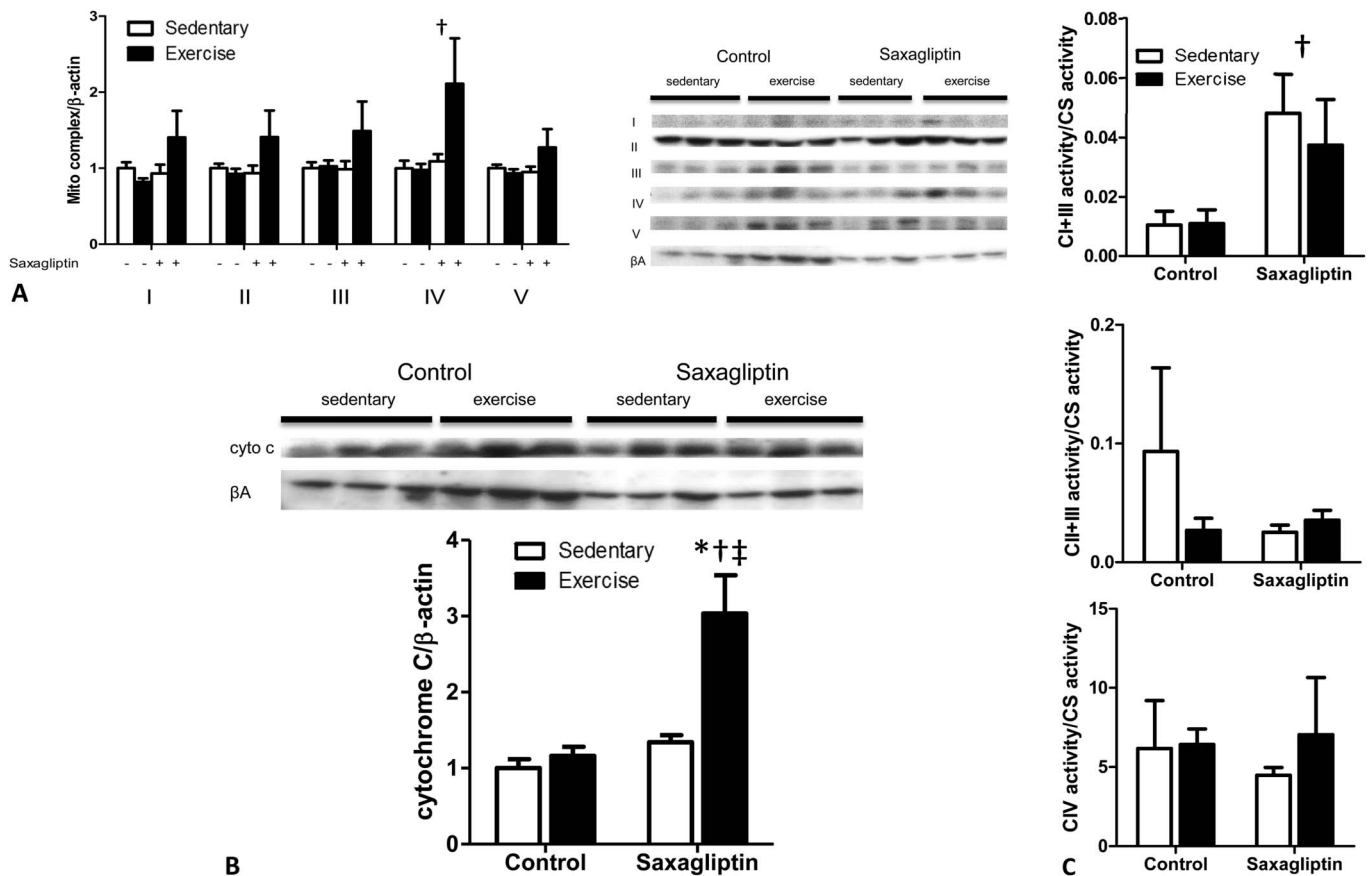 Mito complex/β-actin
3
2
1
0
Sedentary
Exercise
†
Saxagliptin - - + + - - + + - - + + - - + + - - + +
I II III IV V
A
Control Saxagliptin
sedentary exercise sedentary exercise
I
II
III
IV
V
βA
CI+III activity/CS activity
0.08
0.06
0.04
0.02
0.00
Sedentary
Exercise
†
Control Saxagliptin
Control Saxagliptin
sedentary exercise sedentary exercise
cyto c
βA
cytochrome C/β-actin
4
3
2
1
0
Sedentary
Exercise
*†‡
Control Saxagliptin
B
CII+III activity/CS activity
0.2
0.1
0.0
Control Saxagliptin
CIV activity/CS activity
15
10
5
0
Control Saxagliptin
C